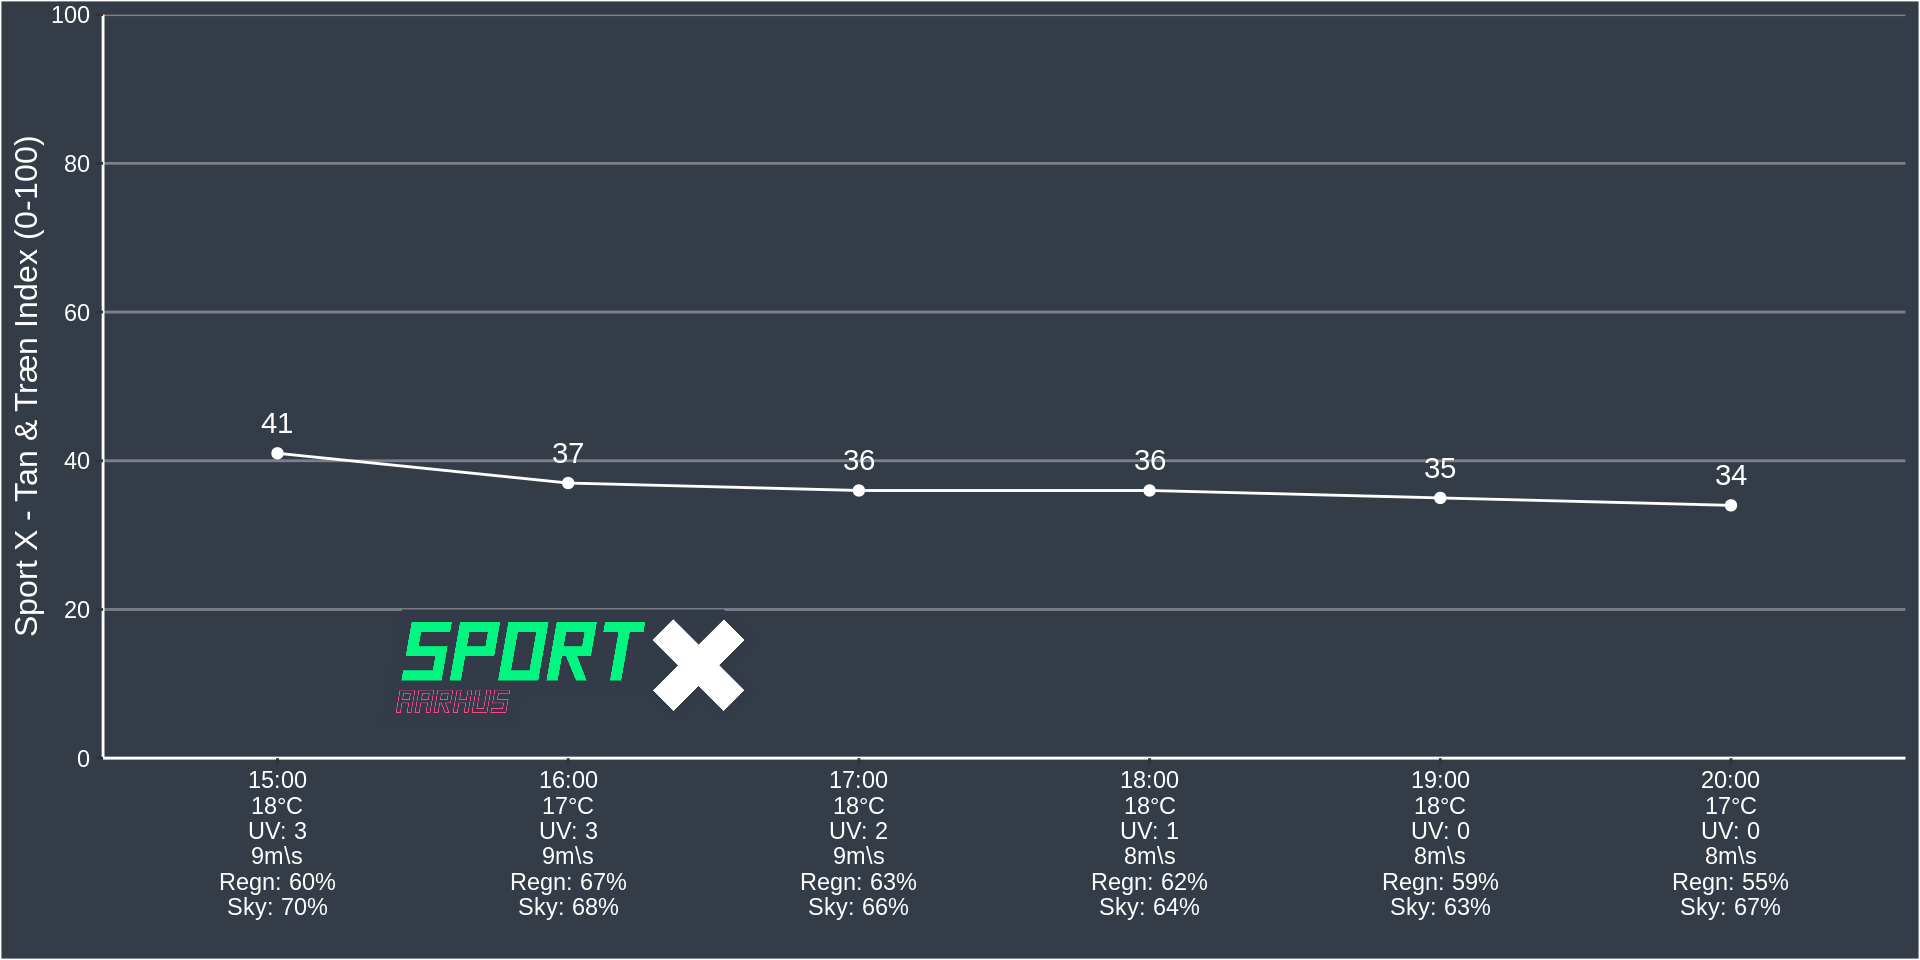 Sport X - Tan & Træn Index (0-100)
100
80
60
40
20
0
41
37
36
36
35
34
SPORT X
AARHUS
15:00
18°C
UV: 3
9m\s
Regn: 60%
Sky: 70%
16:00
17°C
UV: 3
9m\s
Regn: 67%
Sky: 68%
17:00
18°C
UV: 2
9m\s
Regn: 63%
Sky: 66%
18:00
18°C
UV: 1
8m\s
Regn: 62%
Sky: 64%
19:00
18°C
UV: 0
8m\s
Regn: 59%
Sky: 63%
20:00
17°C
UV: 0
8m\s
Regn: 55%
Sky: 67%